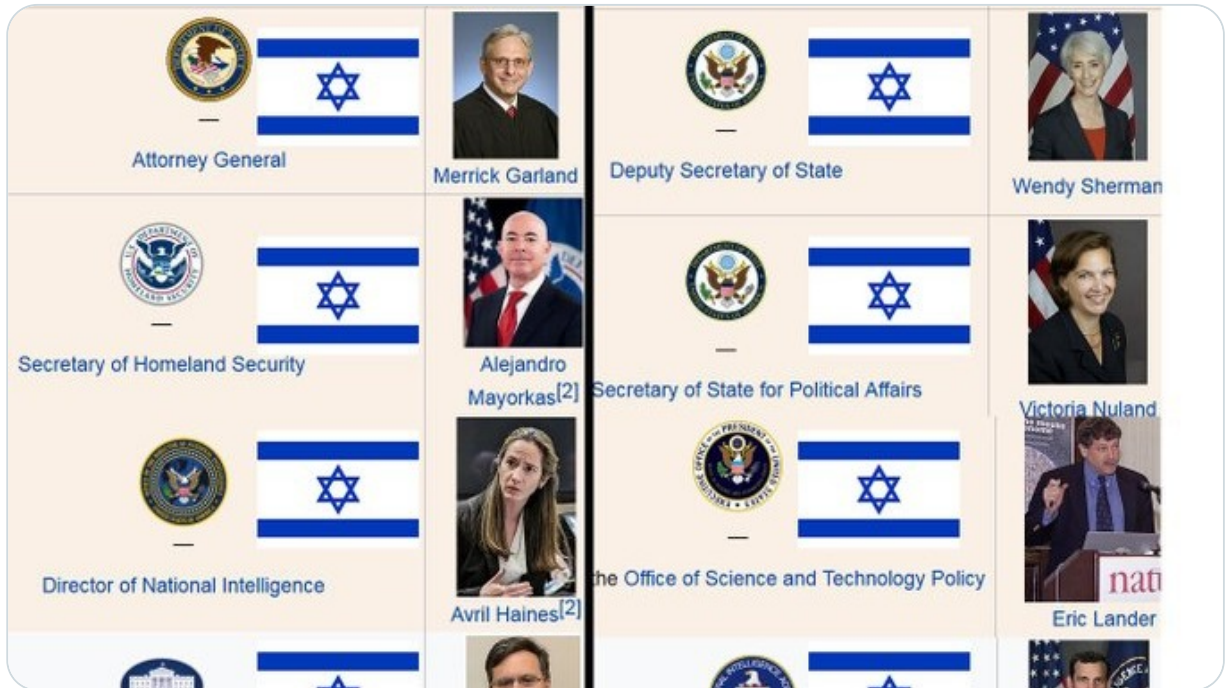 Attorney General
Merrick Garland
Secretary of Homeland Security
Alejandro
Mayorkas[2]
Director of National Intelligence
Avril Haines[2]
Deputy Secretary of State
Wendy Sherman
Secretary of State for Political Affairs
Victoria Nuland
the Office of Science and Technology Policy
Eric Lander